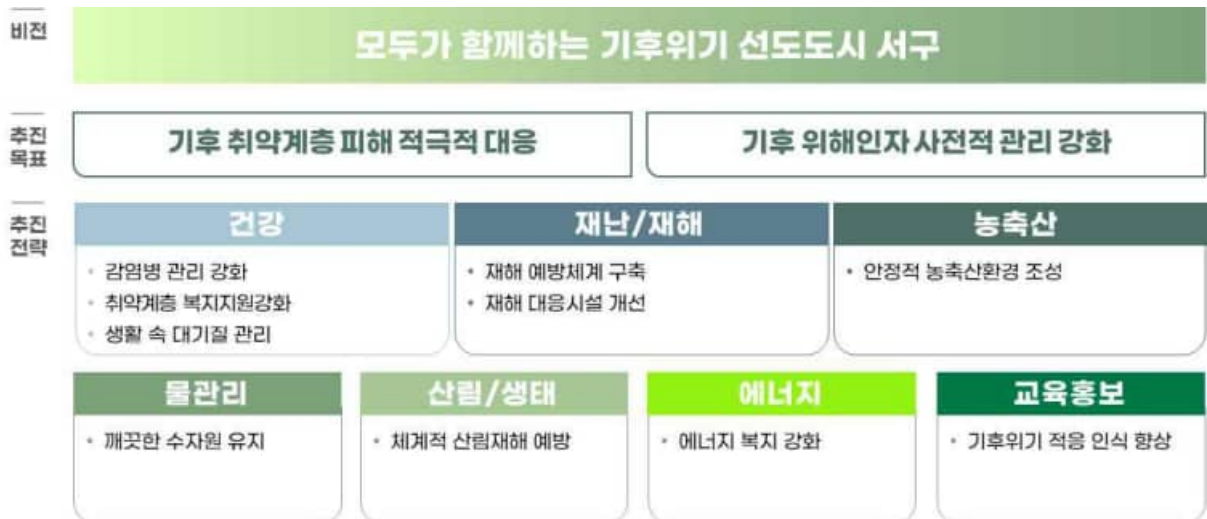 비전
모두가 함께하는 기후위기 선도도시 서구
추진
목표
기후 취약계층 피해 적극적 대응
기후 위해인자 사전적 관리 강화
추진
전략
건강
• 감염병 관리 강화
• 취약계층 복지지원강화
• 생활 속 대기질 관리
재난/재해
• 재해 예방체계 구축
• 재해 대응시설 개선
농축산
• 안정적 농축산환경 조성
물관리
• 깨끗한 수자원 유지
산림/생태
• 체계적 산림재해 예방
에너지
• 에너지 복지 강화
교육홍보
• 기후위기 적응 인식 향상